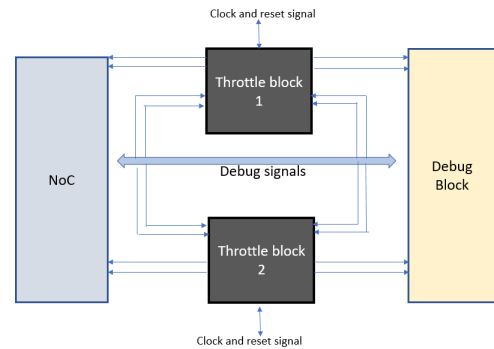 Clock and reset signal
Throttle block
1
NoC
Debug signals
Debug
Block
Throttle block
2
Clock and reset signal